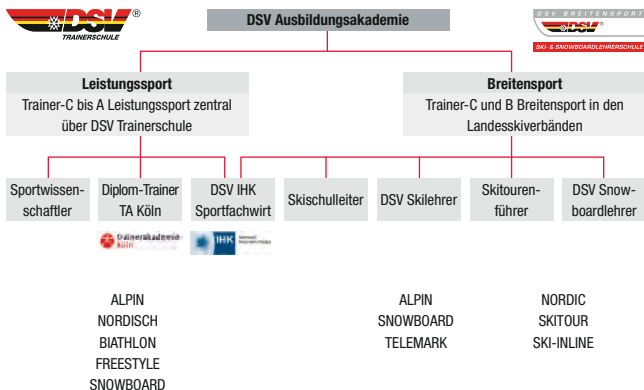 DSV
TRAINERSCHULE
DSV Ausbildungsakademie
DSV BREITENSPORT
DSV
SKI- & SNOWBOARDLEHRERSCHULE
Leistungssport
Trainer-C bis A Leistungssport zentral
über DSV Trainerschule
Breitensport
Trainer-C und B Breitensport in den
Landesskiverbänden
Sportwissen-
schaftler
Diplom-Trainer
TA Köln
DSV IHK
Sportfachwirt
Skischulleiter
DSV Skilehrer
Skitouren-
führer
DSV Snow-
boardlehrer
trainerakademie
köln
IHK
ALPIN
NORDISCH
BIATHLON
FREESTYLE
SNOWBOARD
ALPIN
SNOWBOARD
TELEMARK
NORDIC
SKITOUR
SKI-INLINE